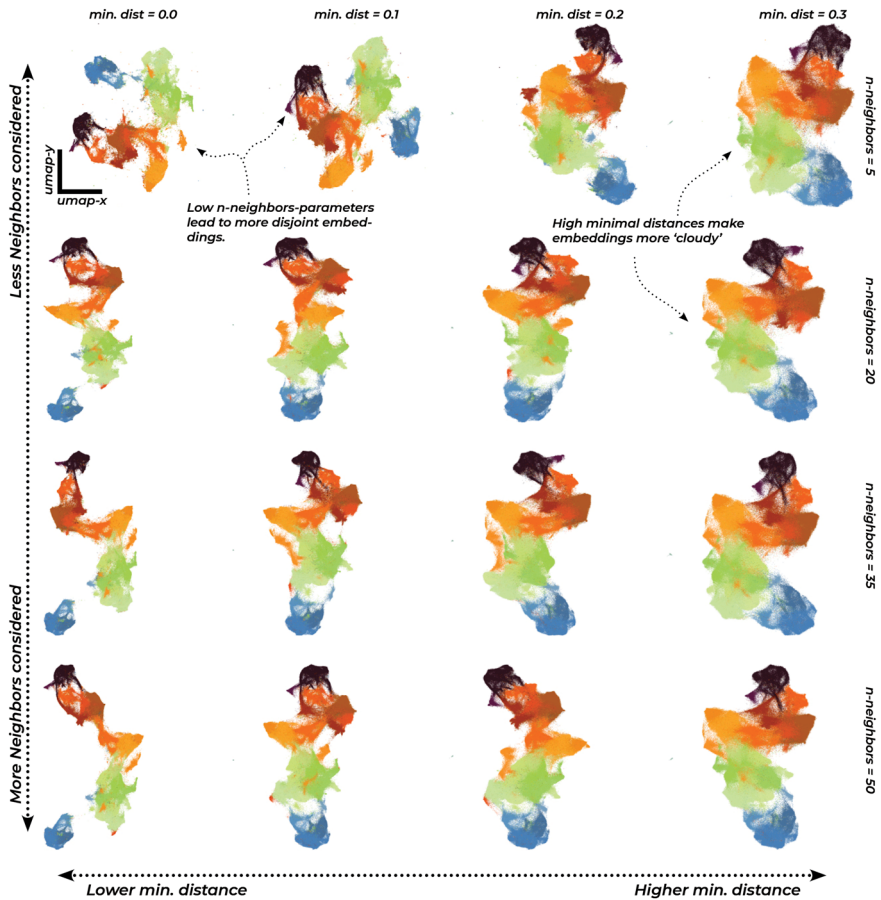 min. dist = 0.0
min. dist = 0.1
min. dist = 0.2
min. dist = 0.3
Less Neighbors considered
n-neighbors = 5
umap-y
umap-x
Low n-neighbors-parameters
lead to more disjoint embed-
dings.
High minimal distances make
embeddings more ‘cloudy’
n-neighbors = 20
n-neighbors = 35
More Neighbors considered
n-neighbors = 50
Lower min. distance
Higher min. distance